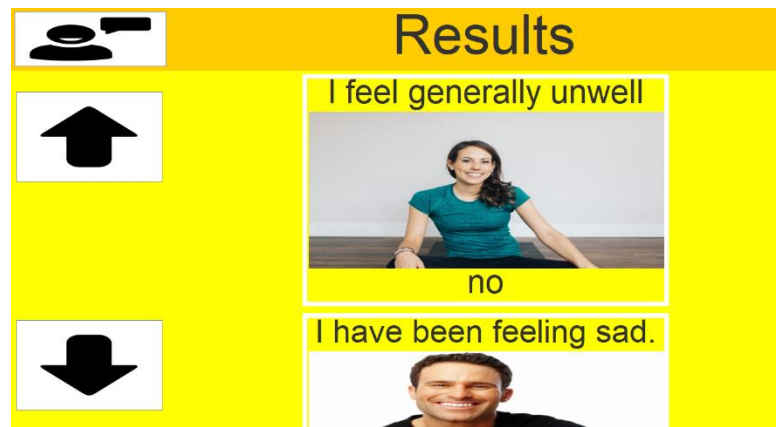 Results
I feel generally unwell
no
I have been feeling sad.